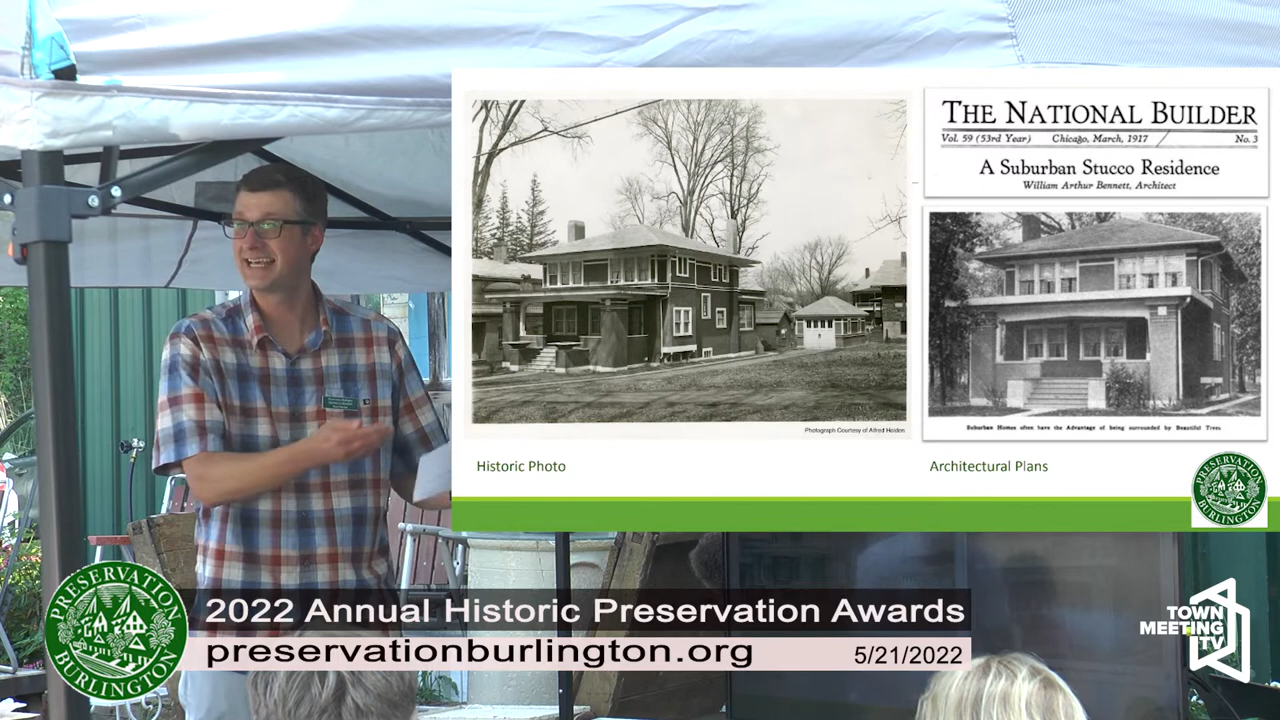 THE NATIONAL BUILDER
Vol. 59 (53rd Year) Chicago, March, 1917 No. 3
A Suburban Stucco Residence
William Arthur Bennett, Architect
Photograph Courtesy of Alfred Holden
Suburban Homes often have the Advantage of being surrounded by Beautiful Trees
Historic Photo
Architectural Plans
PRESERVATION
BURLINGTON
PRESERVATION
BURLINGTON
2022 Annual Historic Preservation Awards
preservationburlington.org
5/21/2022
TOWN
MEETING
TV